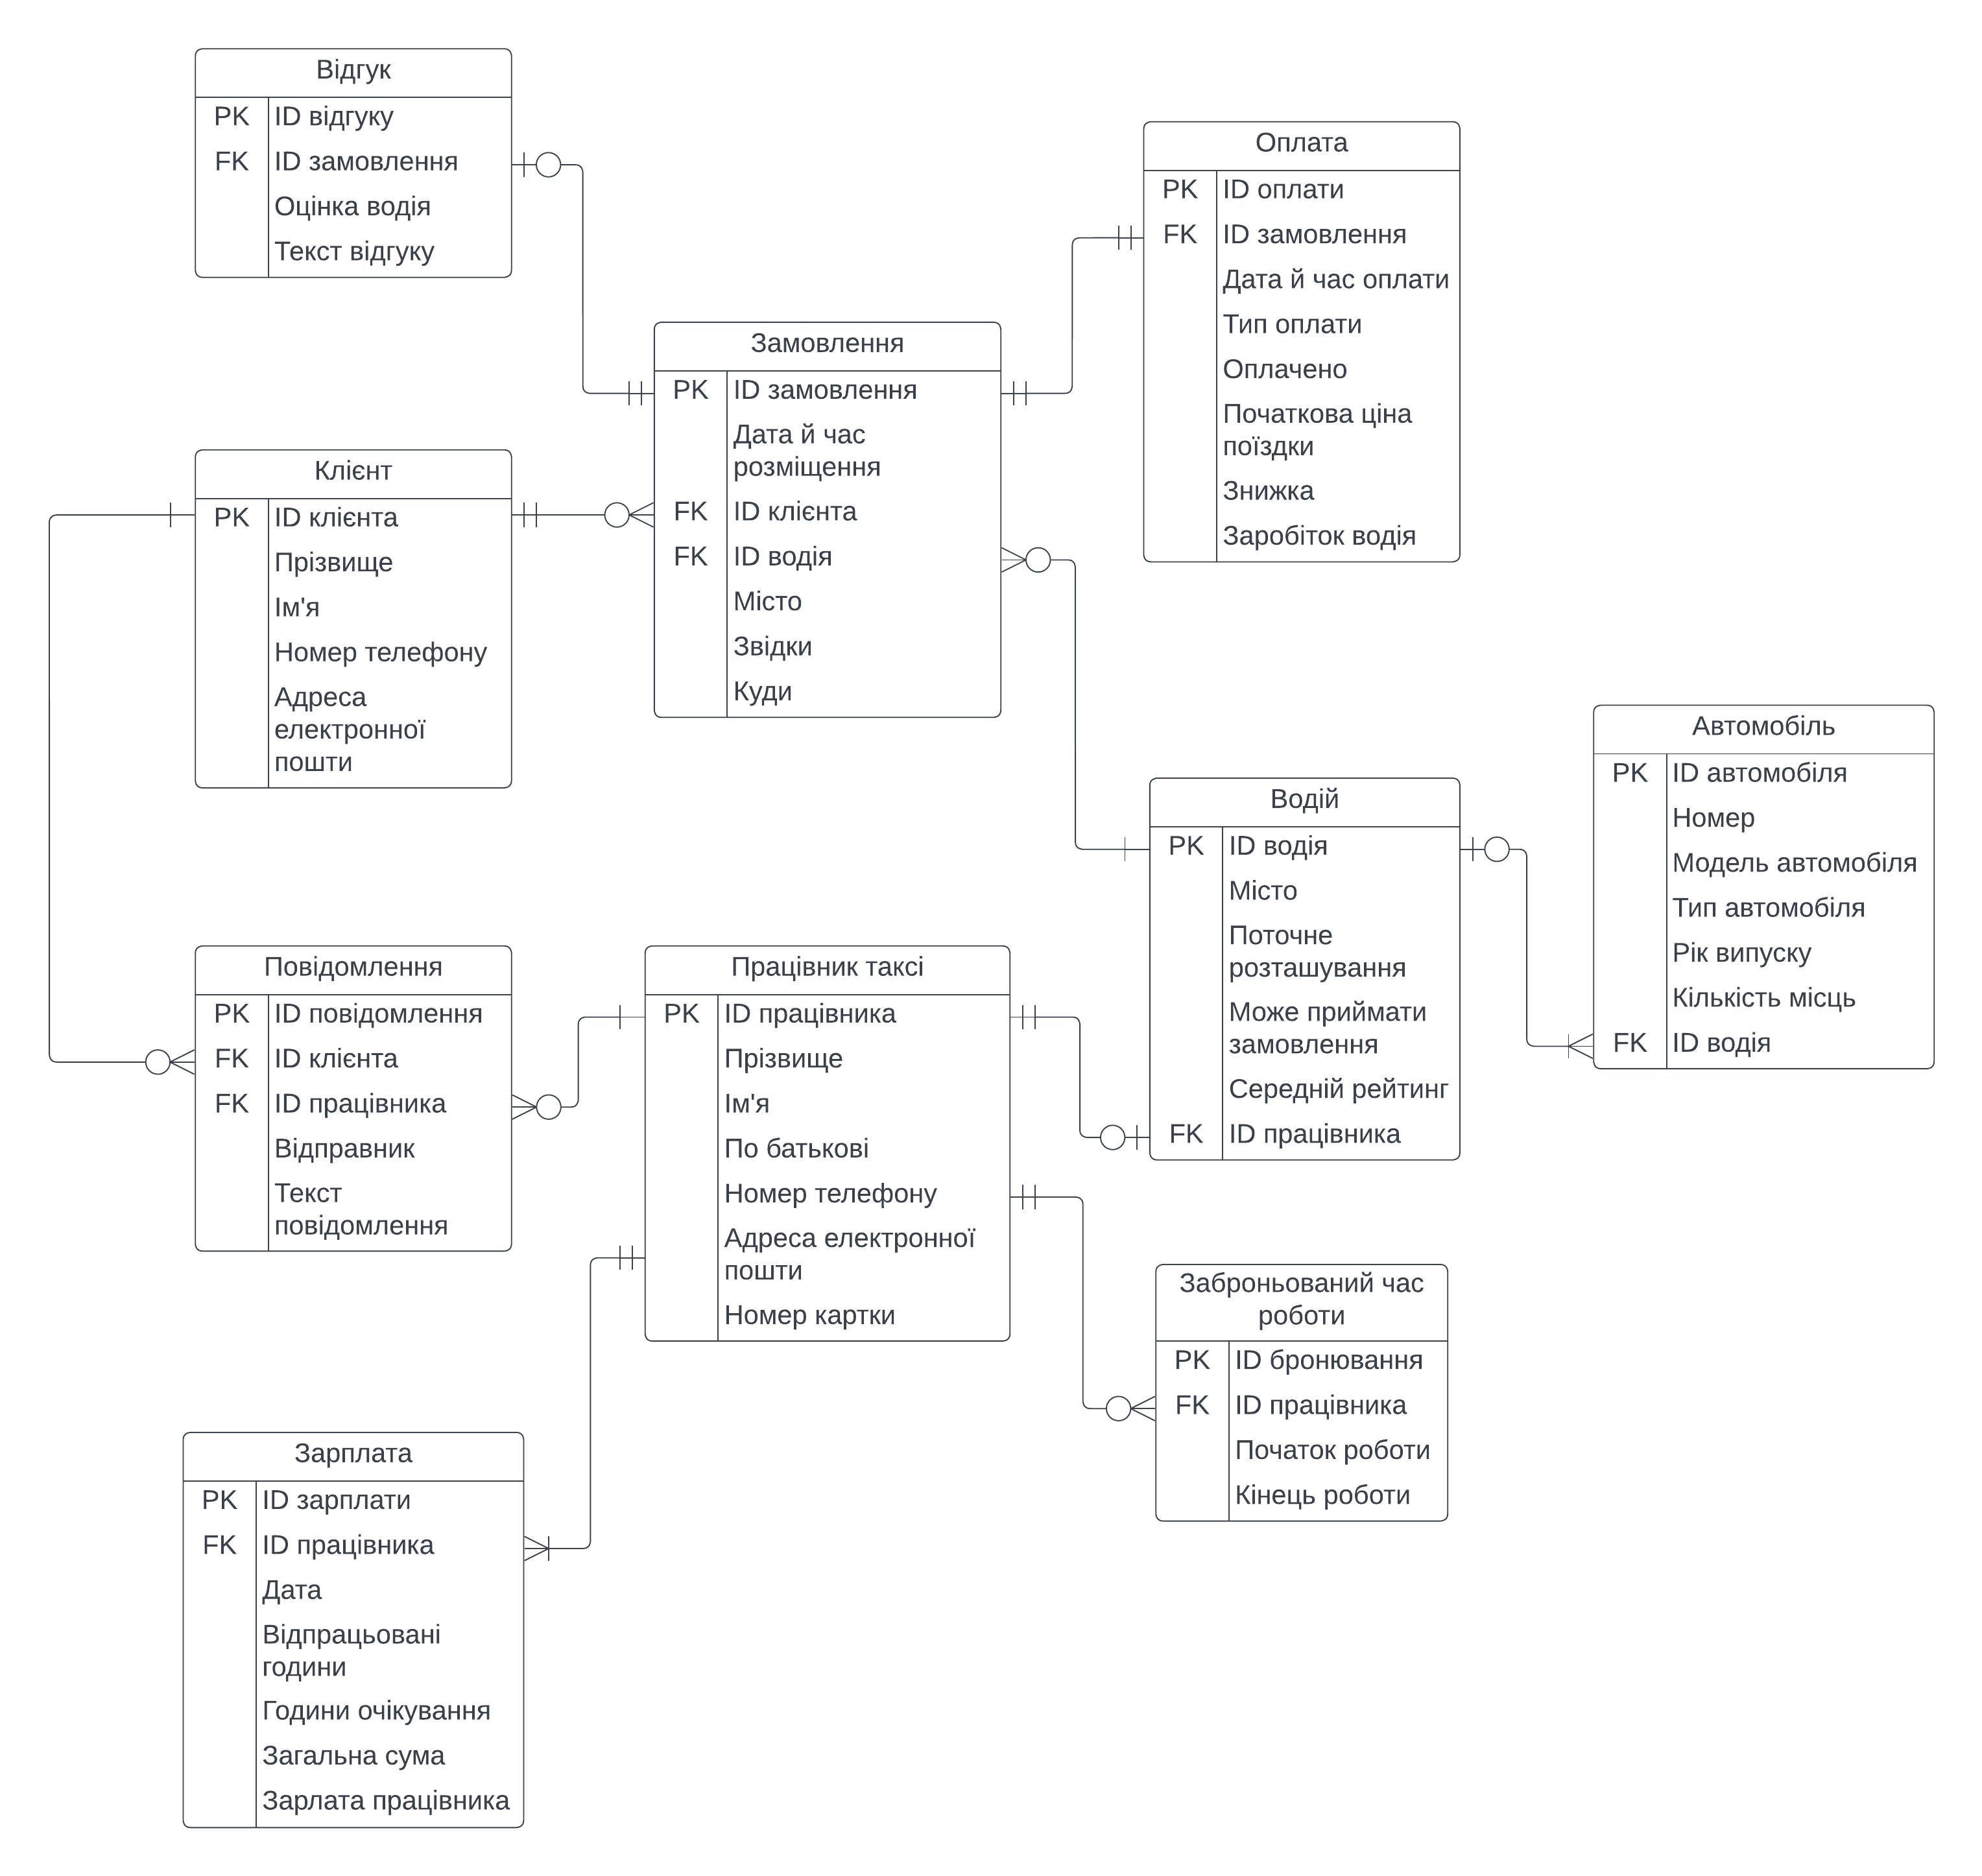 Відгук
PK ID відгуку
FK ID замовлення
Оцінка водія
Текст відгуку
Оплата
PK ID оплати
FK ID замовлення
Дата й час оплати
Тип оплати
Оплачено
Початкова ціна
поїздки
Знижка
Заробіток водія
Замовлення
PK ID замовлення
Дата й час
розміщення
FK ID клієнта
FK ID водія
Місто
Звідки
Куди
Клієнт
PK ID клієнта
Прізвище
Ім'я
Номер телефону
Адреса
електронної
пошти
Автомобіль
PK ID автомобіля
Номер
Модель автомобіля
Тип автомобіля
Рік випуску
Кількість місць
FK ID водія
Водій
PK ID водія
Місто
Поточне
розташування
Може приймати
замовлення
Середній рейтинг
FK ID працівника
Повідомлення
PK ID повідомлення
FK ID клієнта
FK ID працівника
Відправник
Текст
повідомлення
Працівник таксі
PK ID працівника
Прізвище
Ім'я
По батькові
Номер телефону
Адреса електронної
пошти
Номер картки
Заброньований час
роботи
PK ID бронювання
FK ID працівника
Початок роботи
Кінець роботи
Зарплата
PK ID зарплати
FK ID працівника
Дата
Відпрацьовані
години
Години очікування
Загальна сума
Зарлата працівника